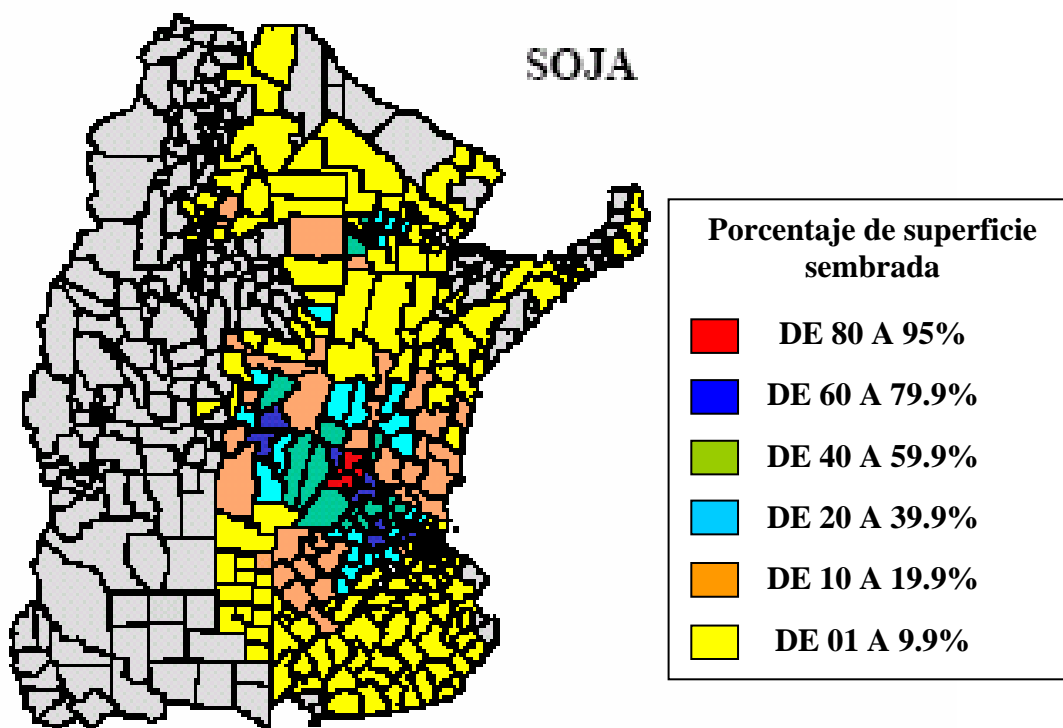 SOJA
Porcentaje de superficie
sembrada
DE 80 A 95%
DE 60 A 79.9%
DE 40 A 59.9%
DE 20 A 39.9%
DE 10 A 19.9%
DE 01 A 9.9%